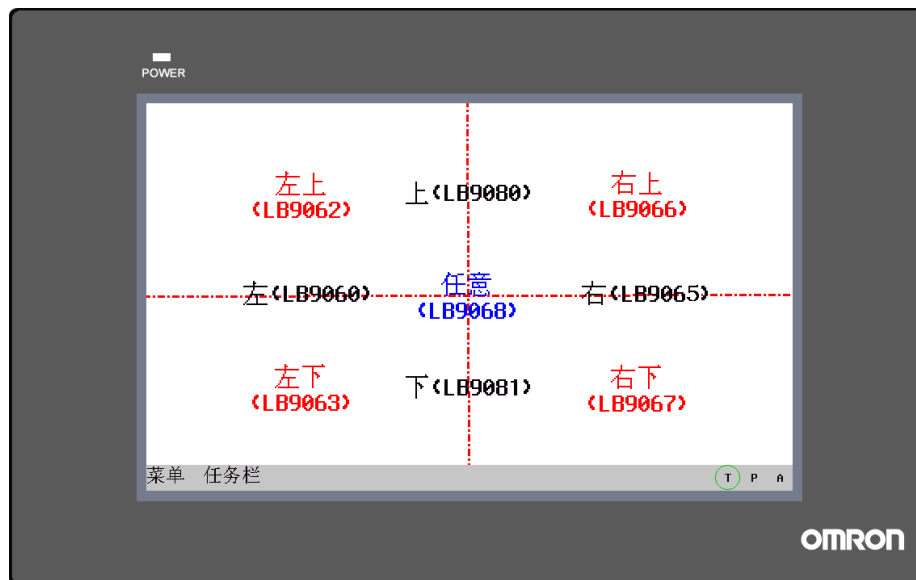 POWER
左上
(LB9062)
上(LB9080)
右上
(LB9066)
左(LB9060)
任意
(LB9068)
右(LB9065)
左下
(LB9063)
下(LB9081)
右下
(LB9067)
菜单 任务栏
T P A
OMRON